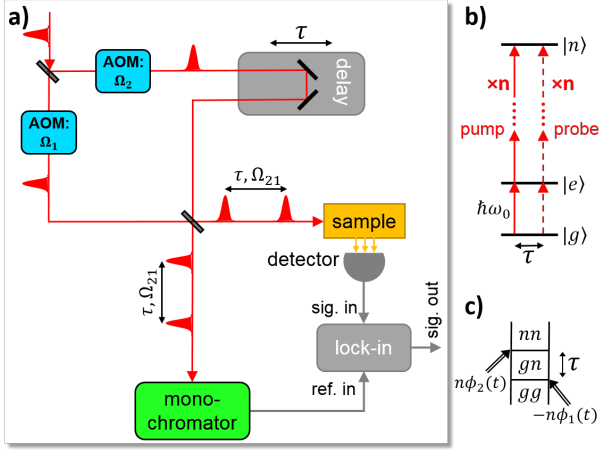 a)
τ
AOM:
Ω₂
delay
AOM:
Ω₁
τ, Ω₂₁
sample
detector
τ, Ω₂₁
sig. in
sig. out
lock-in
ref. in
mono-
chromator
b)
|n⟩
×n
×n
pump
probe
|e⟩
ℏω₀
|g⟩
τ
c)
nn
gn
τ
nϕ₂(t)
gg
−nϕ₁(t)